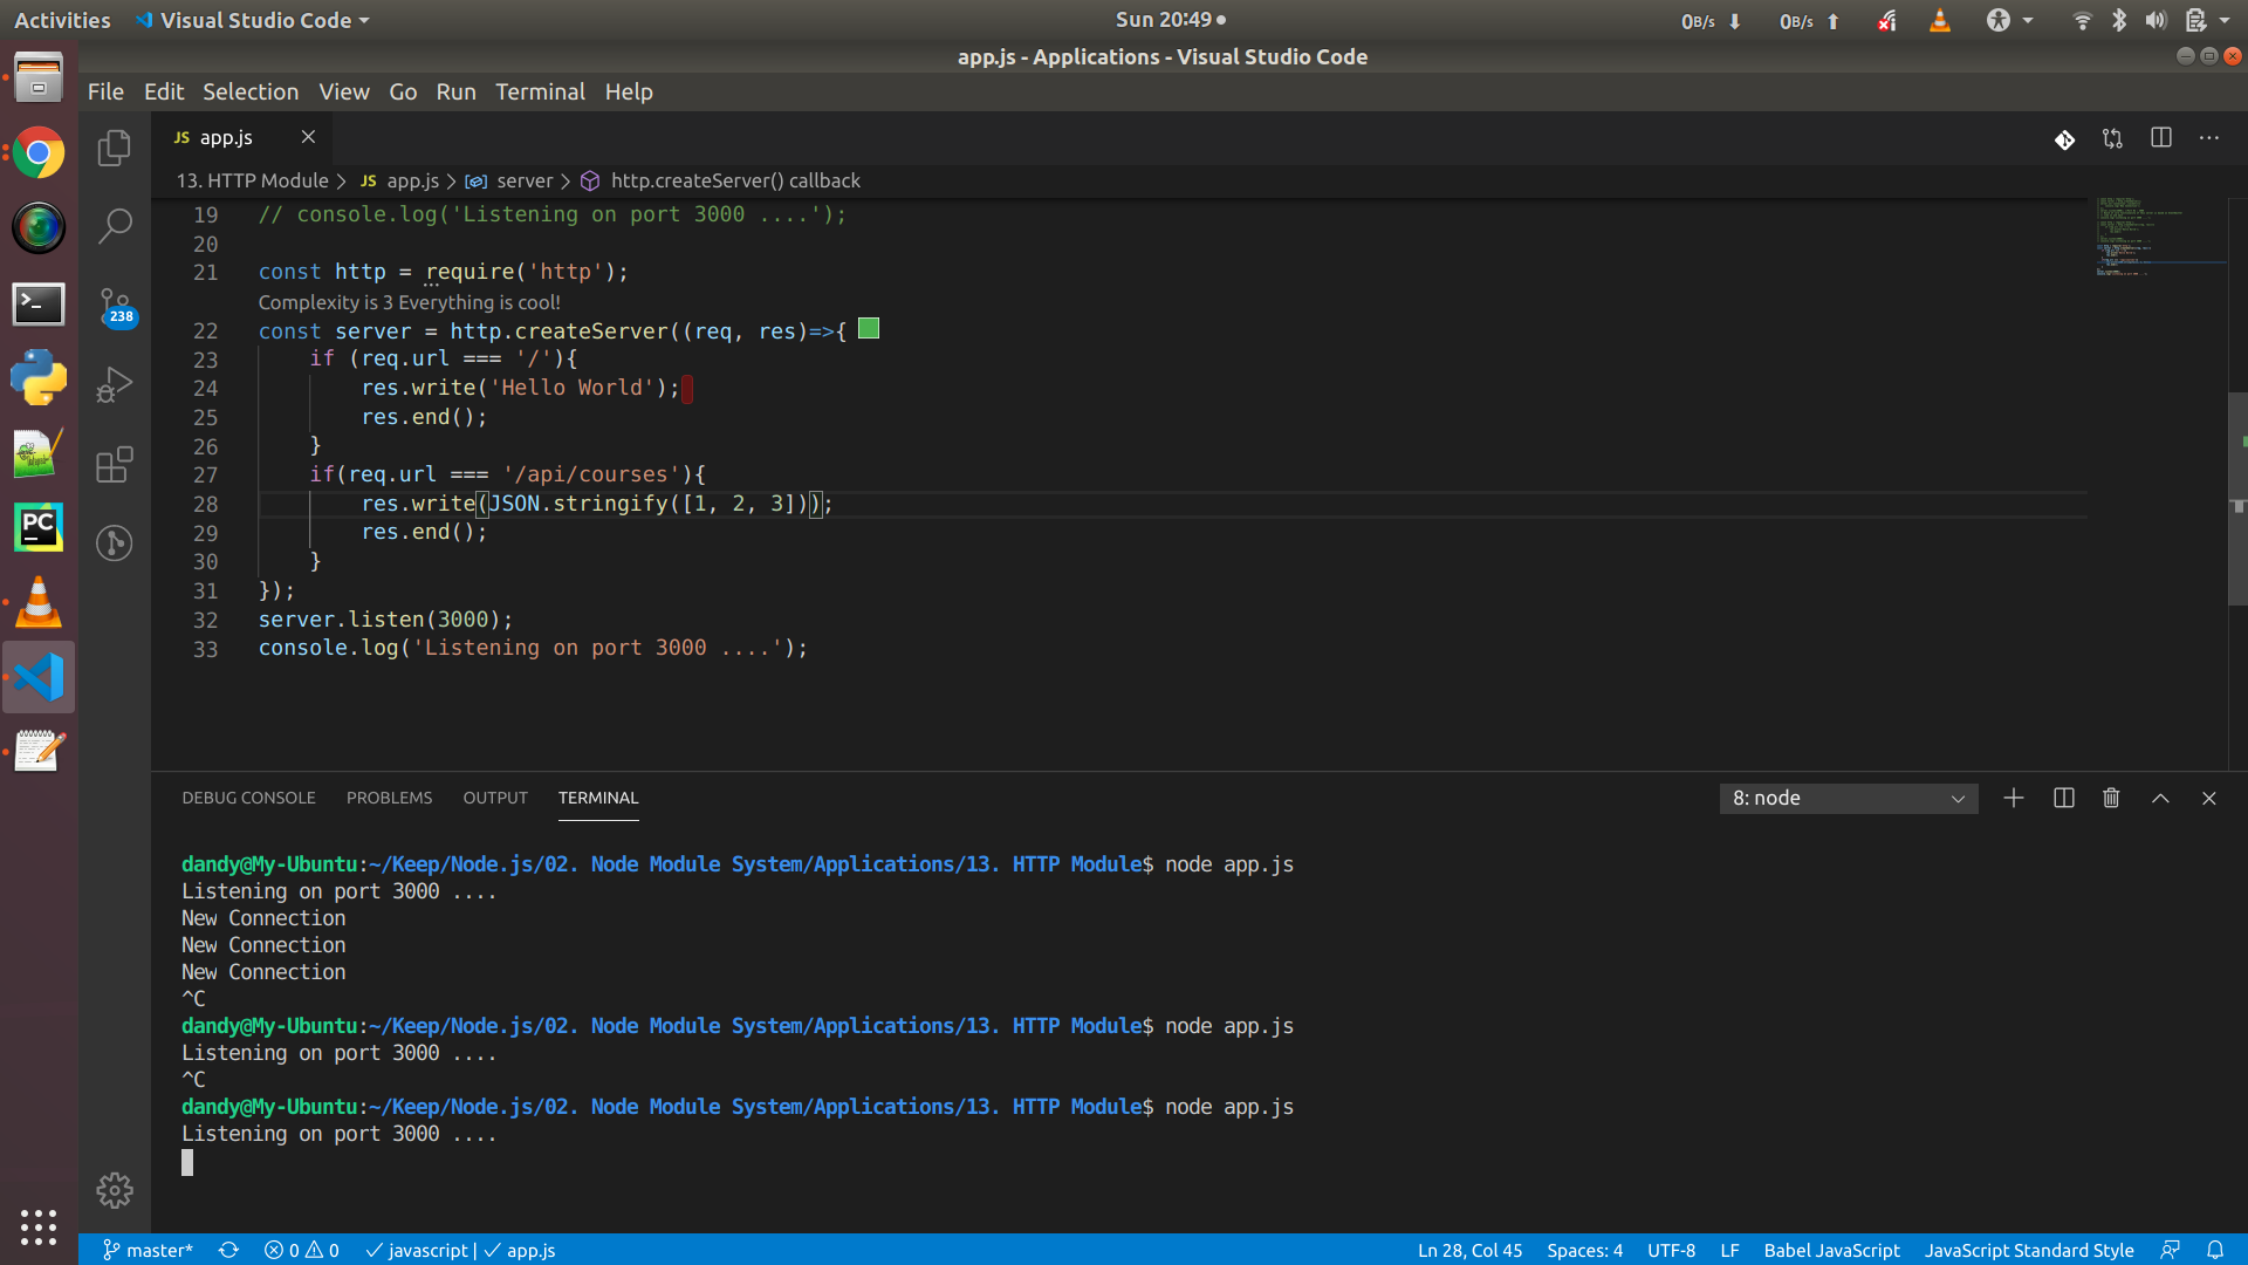 Activities Visual Studio Code Sun 20:49 0B/s 0B/s
app.js - Applications - Visual Studio Code
File Edit Selection View Go Run Terminal Help
JS app.js
13. HTTP Module > JS app.js > server > http.createServer() callback
19 // console.log('Listening on port 3000 ....');
20
21 const http = require('http');
Complexity is 3 Everything is cool!
22 const server = http.createServer((req, res)=>{
23 if (req.url === '/'){
24 res.write('Hello World');
25 res.end();
26 }
27 if(req.url === '/api/courses'){
28 res.write(JSON.stringify([1, 2, 3]));
29 res.end();
30 }
31 });
32 server.listen(3000);
33 console.log('Listening on port 3000 ....');
238
PC
DEBUG CONSOLE PROBLEMS OUTPUT TERMINAL 8: node
dandy@My-Ubuntu:~/Keep/Node.js/02. Node Module System/Applications/13. HTTP Module$ node app.js
Listening on port 3000 ....
New Connection
New Connection
New Connection
^C
dandy@My-Ubuntu:~/Keep/Node.js/02. Node Module System/Applications/13. HTTP Module$ node app.js
Listening on port 3000 ....
^C
dandy@My-Ubuntu:~/Keep/Node.js/02. Node Module System/Applications/13. HTTP Module$ node app.js
Listening on port 3000 ....
master* 0 0 javascript | app.js Ln 28, Col 45 Spaces: 4 UTF-8 LF Babel JavaScript JavaScript Standard Style